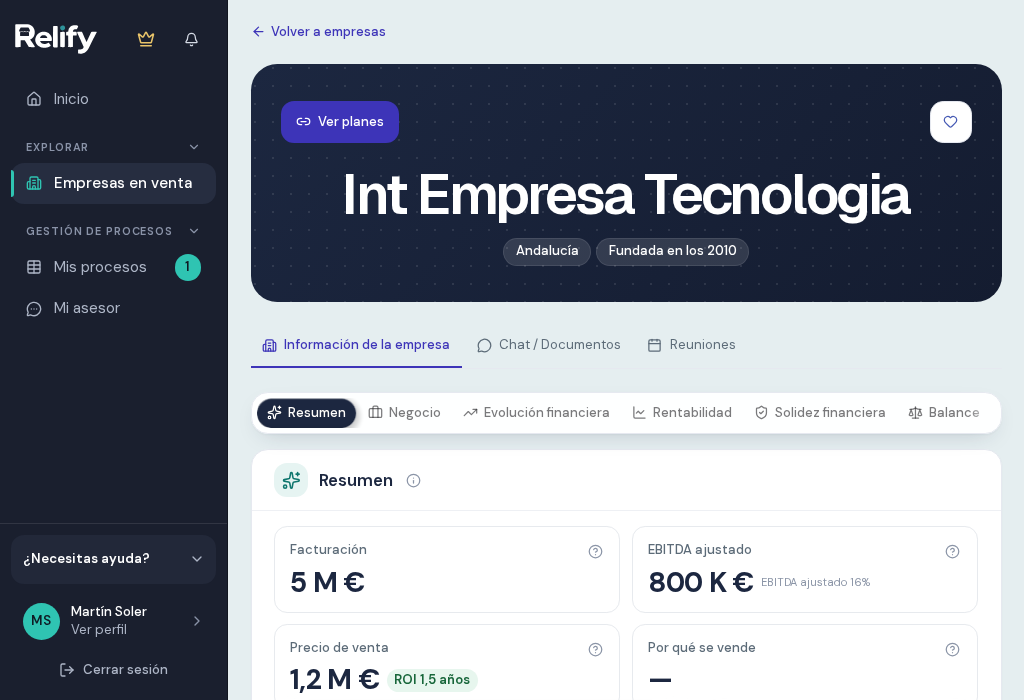 Relify
Inicio
EXPLORAR
Empresas en venta
GESTIÓN DE PROCESOS
Mis procesos 1
Mi asesor
¿Necesitas ayuda?
MS
Martín Soler
Ver perfil
Cerrar sesión
Volver a empresas
Ver planes
Int Empresa Tecnologia
Andalucía Fundada en los 2010
Información de la empresa Chat / Documentos Reuniones
Resumen Negocio Evolución financiera Rentabilidad Solidez financiera Balance
Resumen
Facturación
5 M €
EBITDA ajustado
800 K € EBITDA ajustado 16%
Precio de venta
1,2 M € ROI 1,5 años
Por qué se vende
—